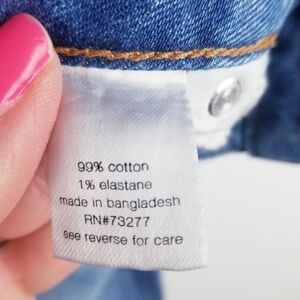 99% cotton
1% elastane
made in bangladesh
RN#73277
see reverse for care